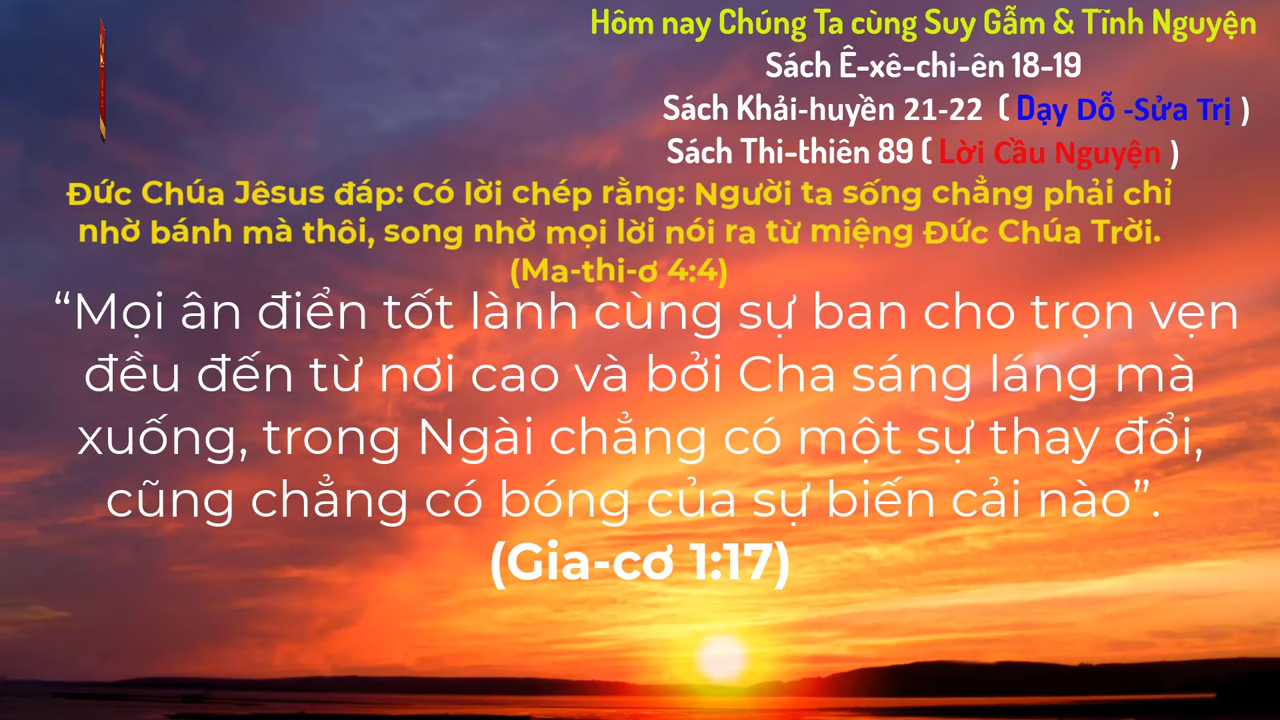 Hôm nay Chúng Ta cùng Suy Gẫm & Tĩnh Nguyện
Sách Ê-xê-chi-ên 18-19
Sách Khải-huyền 21-22 ( Dạy Dỗ -Sửa Trị )
Sách Thi-thiên 89 ( Lời Cầu Nguyện )
Đức Chúa Jêsus đáp: Có lời chép rằng: Người ta sống chẳng phải chỉ
nhờ bánh mà thôi, song nhờ mọi lời nói ra từ miệng Đức Chúa Trời.
(Ma-thi-ơ 4:4)
“Mọi ân điển tốt lành cùng sự ban cho trọn vẹn
đều đến từ nơi cao và bởi Cha sáng láng mà
xuống, trong Ngài chẳng có một sự thay đổi,
cũng chẳng có bóng của sự biến cải nào”.
(Gia-cơ 1:17)